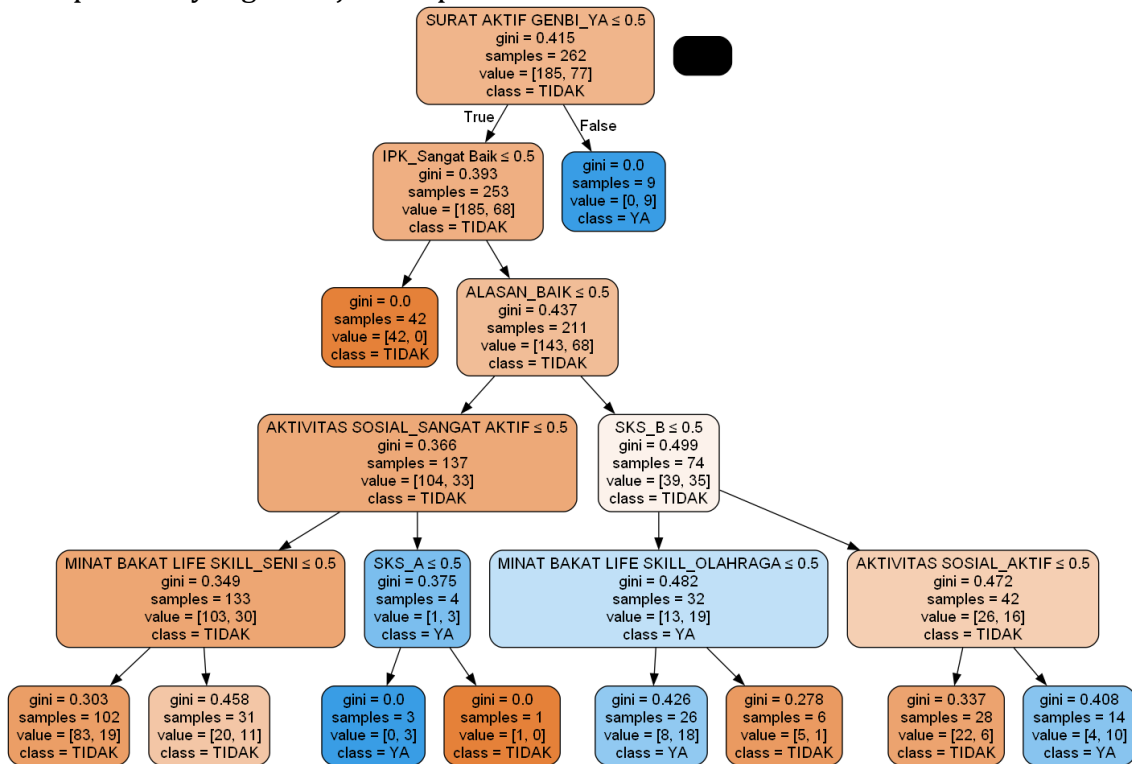 SURAT AKTIF GENBI_YA ≤ 0.5
gini = 0.415
samples = 262
value = [185, 77]
class = TIDAK
True
False
IPK_Sangat Baik ≤ 0.5
gini = 0.393
samples = 253
value = [185, 68]
class = TIDAK
gini = 0.0
samples = 9
value = [0, 9]
class = YA
gini = 0.0
samples = 42
value = [42, 0]
class = TIDAK
ALASAN_BAIK ≤ 0.5
gini = 0.437
samples = 211
value = [143, 68]
class = TIDAK
AKTIVITAS SOSIAL_SANGAT AKTIF ≤ 0.5
gini = 0.366
samples = 137
value = [104, 33]
class = TIDAK
SKS_B ≤ 0.5
gini = 0.499
samples = 74
value = [39, 35]
class = TIDAK
MINAT BAKAT LIFE SKILL_SENI ≤ 0.5
gini = 0.349
samples = 133
value = [103, 30]
class = TIDAK
SKS_A ≤ 0.5
gini = 0.375
samples = 4
value = [1, 3]
class = YA
MINAT BAKAT LIFE SKILL_OLAHRAGA ≤ 0.5
gini = 0.482
samples = 32
value = [13, 19]
class = YA
AKTIVITAS SOSIAL_AKTIF ≤ 0.5
gini = 0.472
samples = 42
value = [26, 16]
class = TIDAK
gini = 0.303
samples = 102
value = [83, 19]
class = TIDAK
gini = 0.458
samples = 31
value = [20, 11]
class = TIDAK
gini = 0.0
samples = 3
value = [0, 3]
class = YA
gini = 0.0
samples = 1
value = [1, 0]
class = TIDAK
gini = 0.426
samples = 26
value = [8, 18]
class = YA
gini = 0.278
samples = 6
value = [5, 1]
class = TIDAK
gini = 0.337
samples = 28
value = [22, 6]
class = TIDAK
gini = 0.408
samples = 14
value = [4, 10]
class = YA